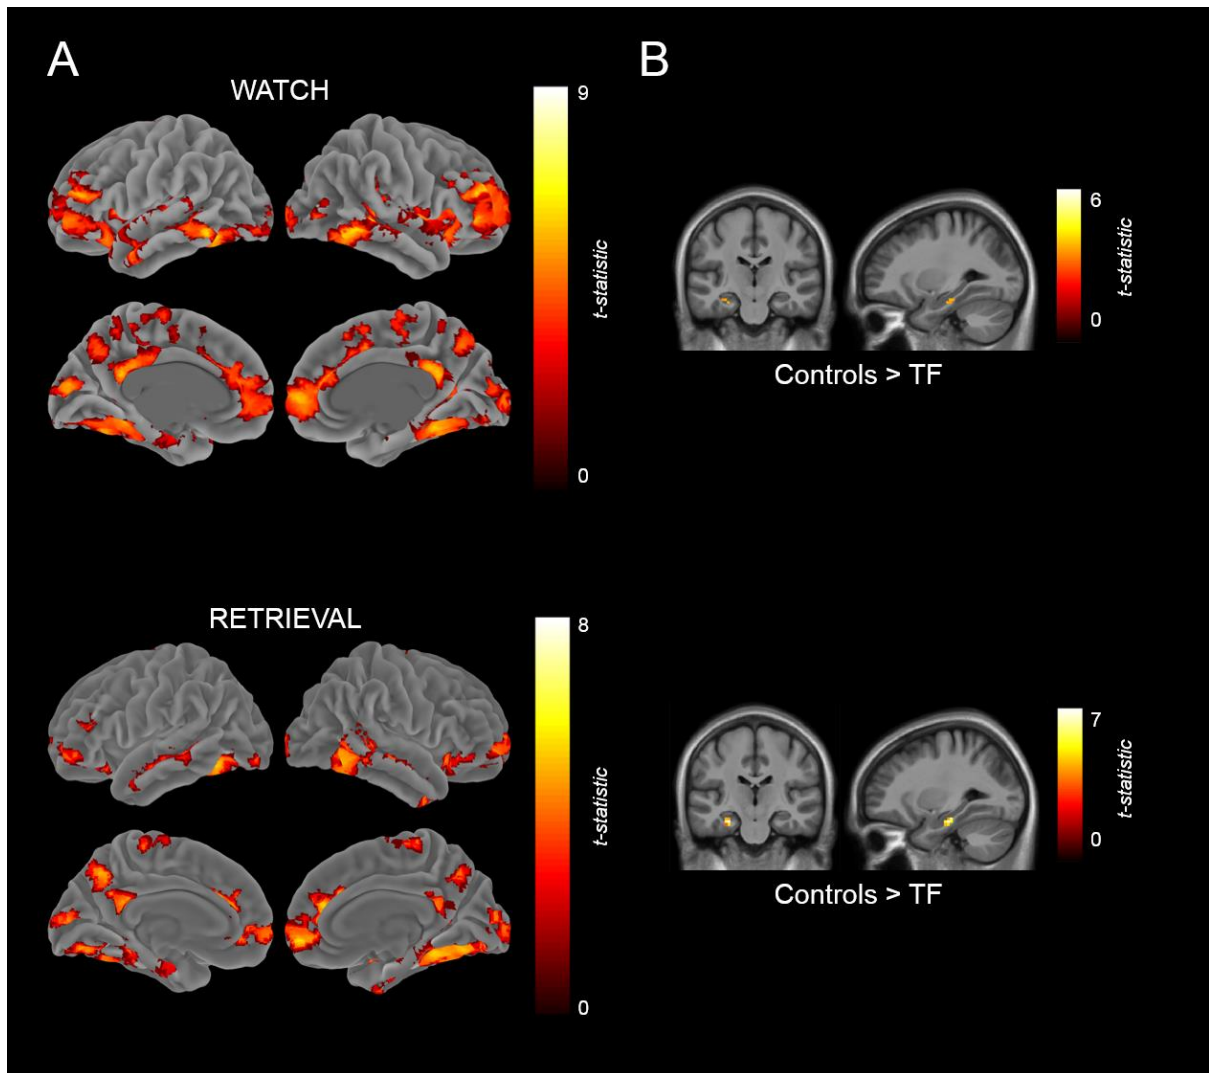 A
WATCH
9
t-statistic
0
B
6
t-statistic
0
Controls > TF
RETRIEVAL
8
t-statistic
0
7
t-statistic
0
Controls > TF